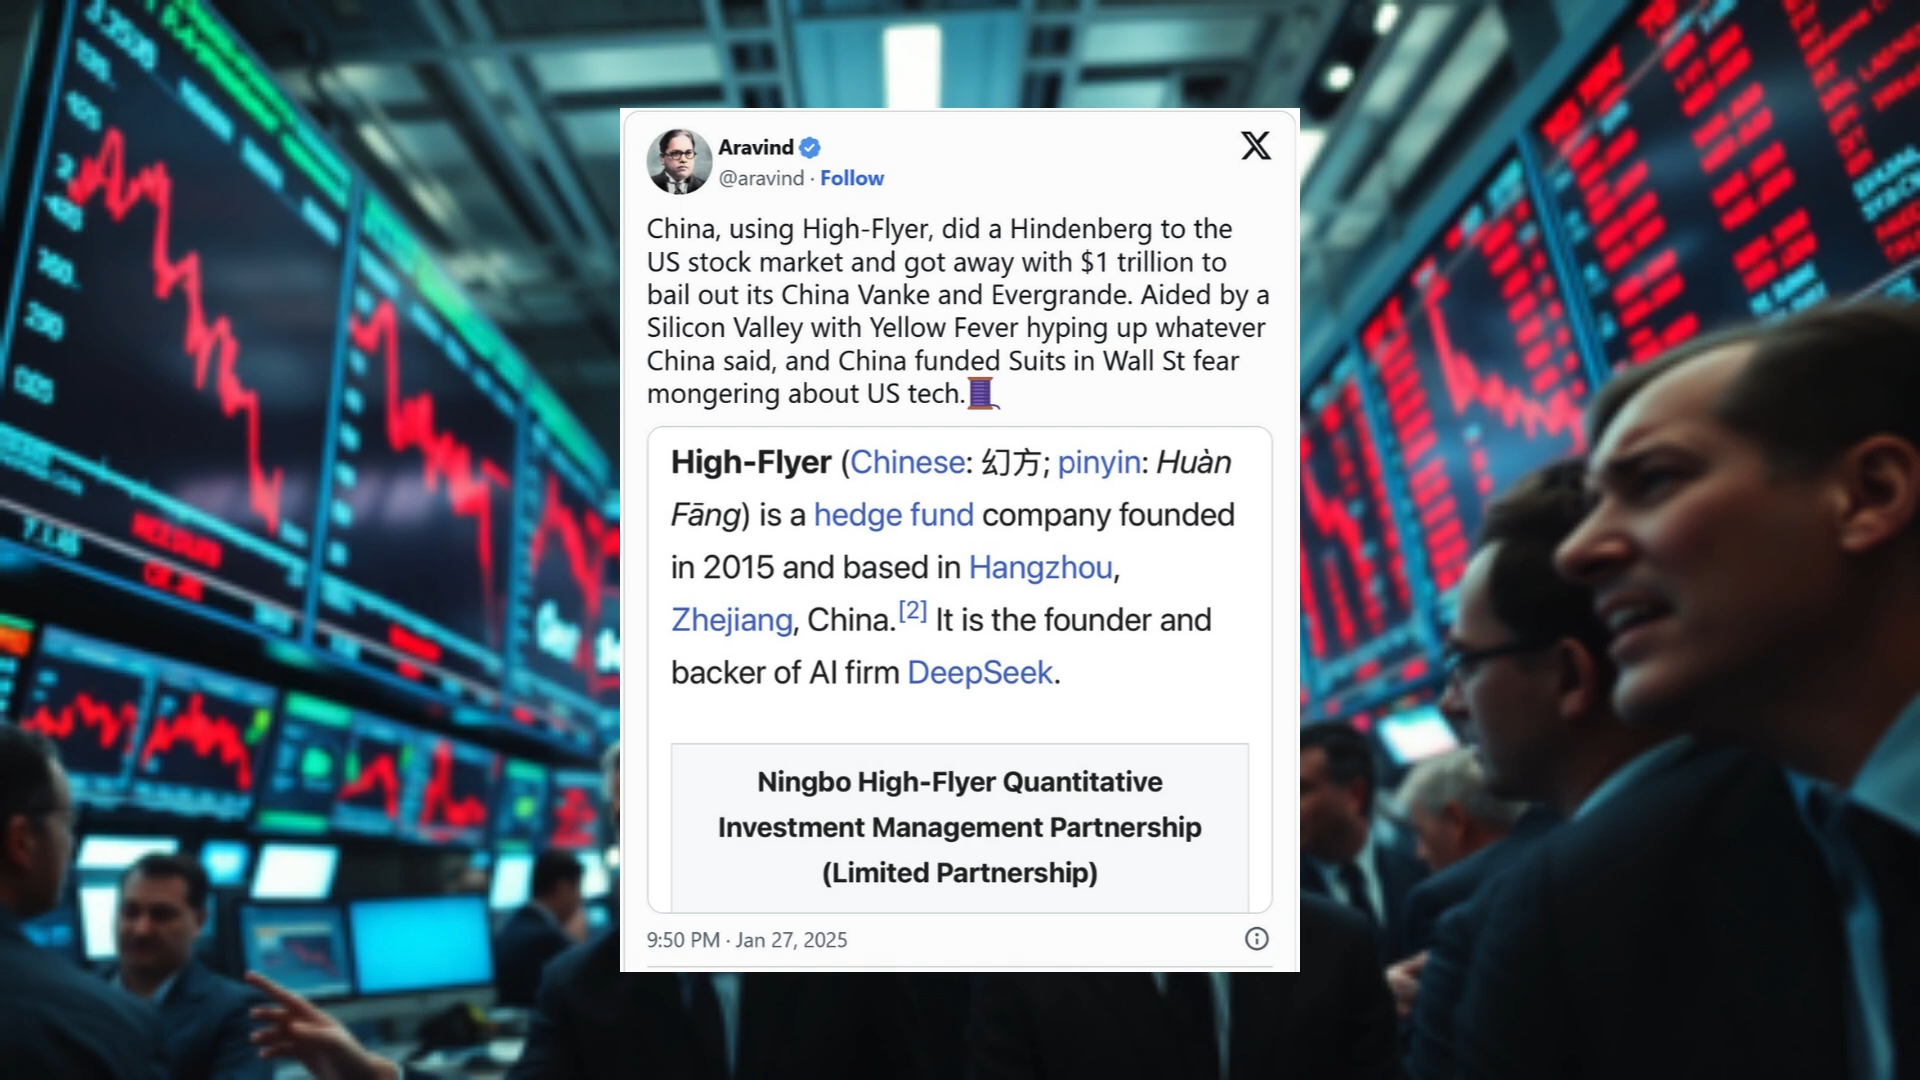 Aravind
@aravind · Follow
China, using High-Flyer, did a Hindenberg to the
US stock market and got away with $1 trillion to
bail out its China Vanke and Evergrande. Aided by a
Silicon Valley with Yellow Fever hyping up whatever
China said, and China funded Suits in Wall St fear
mongering about US tech.🧵
High-Flyer (Chinese: 幻方; pinyin: Huàn
Fāng) is a hedge fund company founded
in 2015 and based in Hangzhou,
Zhejiang, China.[2] It is the founder and
backer of AI firm DeepSeek.
Ningbo High-Flyer Quantitative
Investment Management Partnership
(Limited Partnership)
9:50 PM · Jan 27, 2025